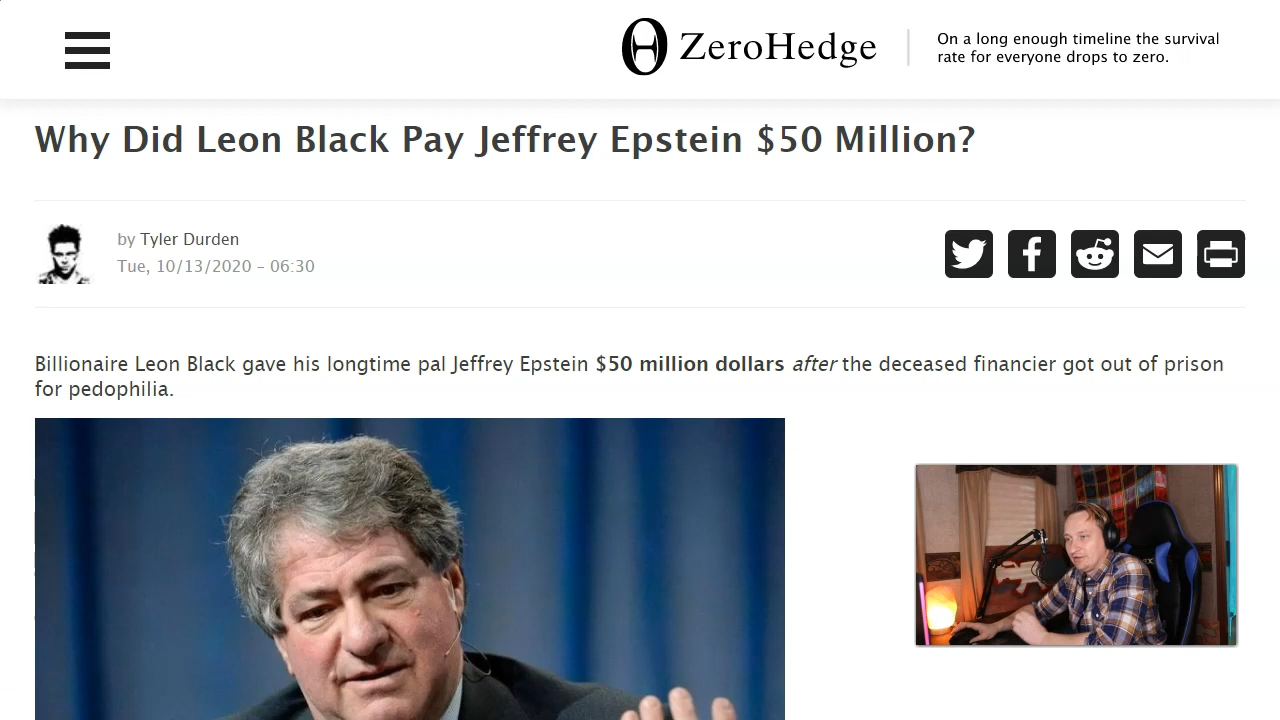 ZeroHedge
On a long enough timeline the survival
rate for everyone drops to zero.
Why Did Leon Black Pay Jeffrey Epstein $50 Million?
by Tyler Durden
Tue, 10/13/2020 - 06:30
Billionaire Leon Black gave his longtime pal Jeffrey Epstein $50 million dollars after the deceased financier got out of prison
for pedophilia.